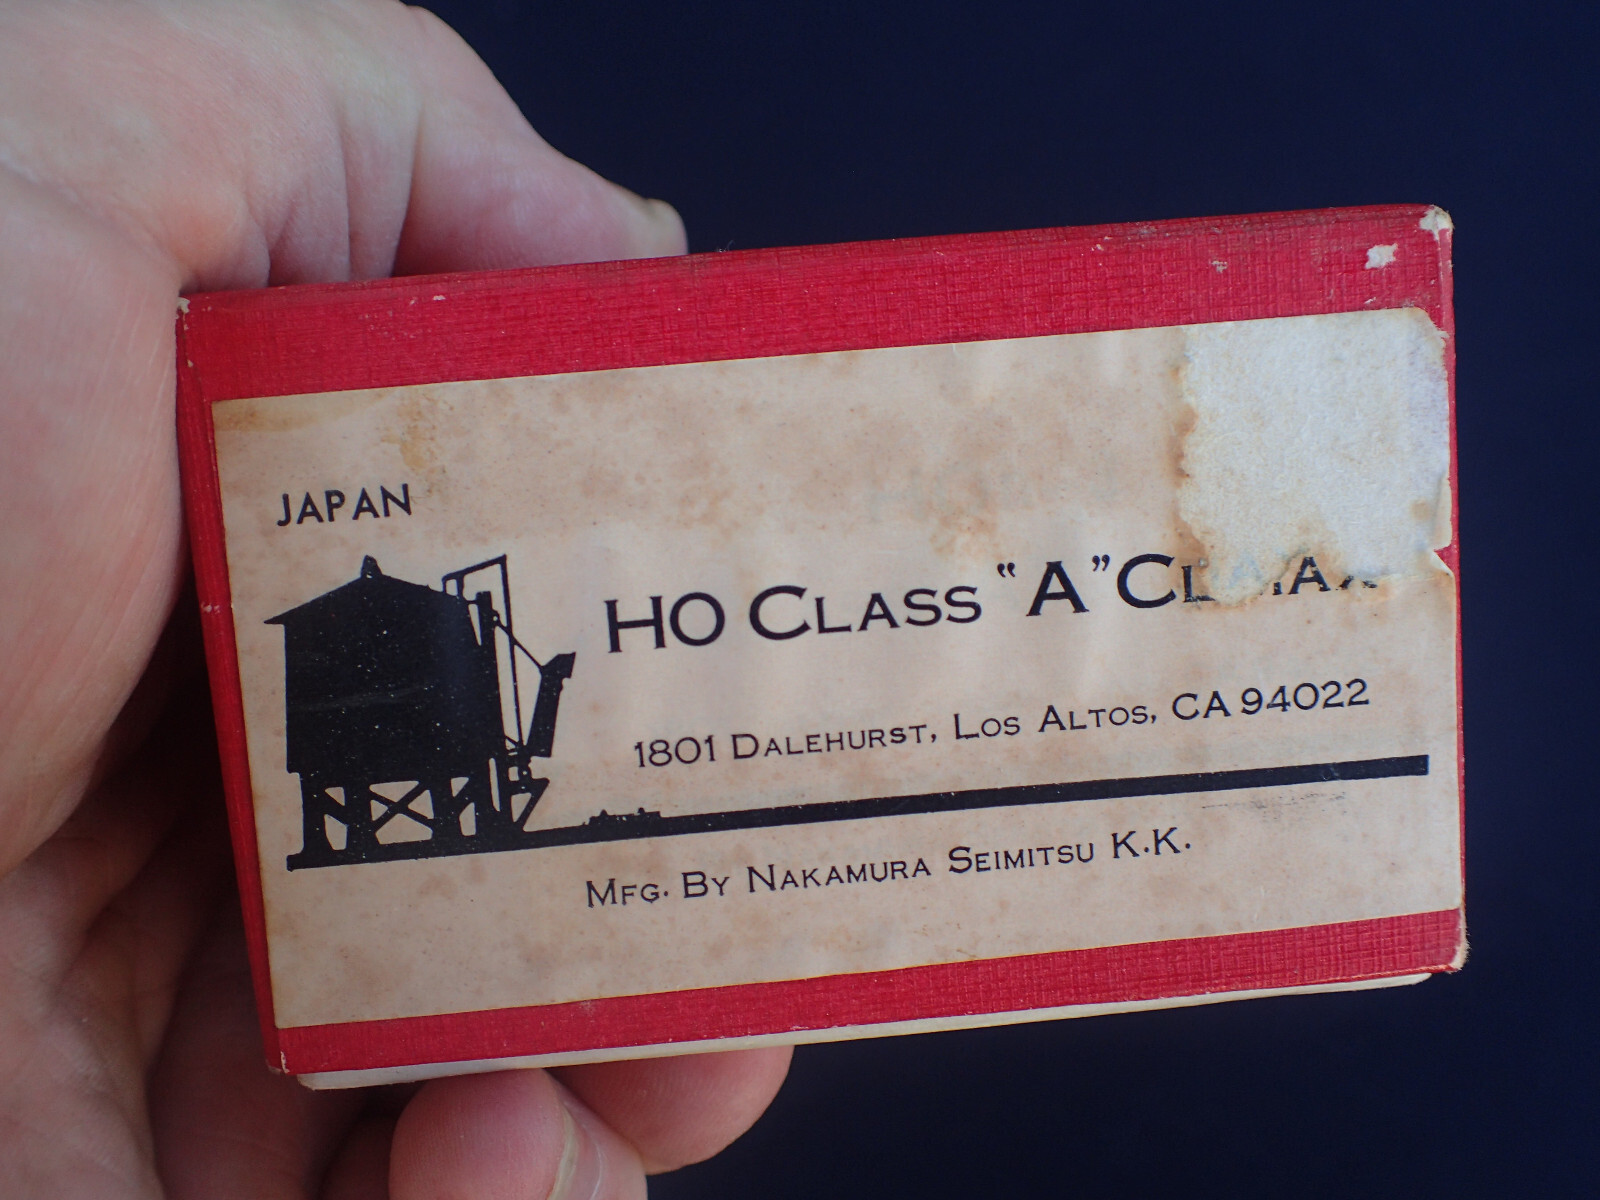 JAPAN
HO CLASS "A"
1801 DALEHURST, LOS ALTOS, CA 94022
MFG. BY NAKAMURA SEIMITSU K.K.